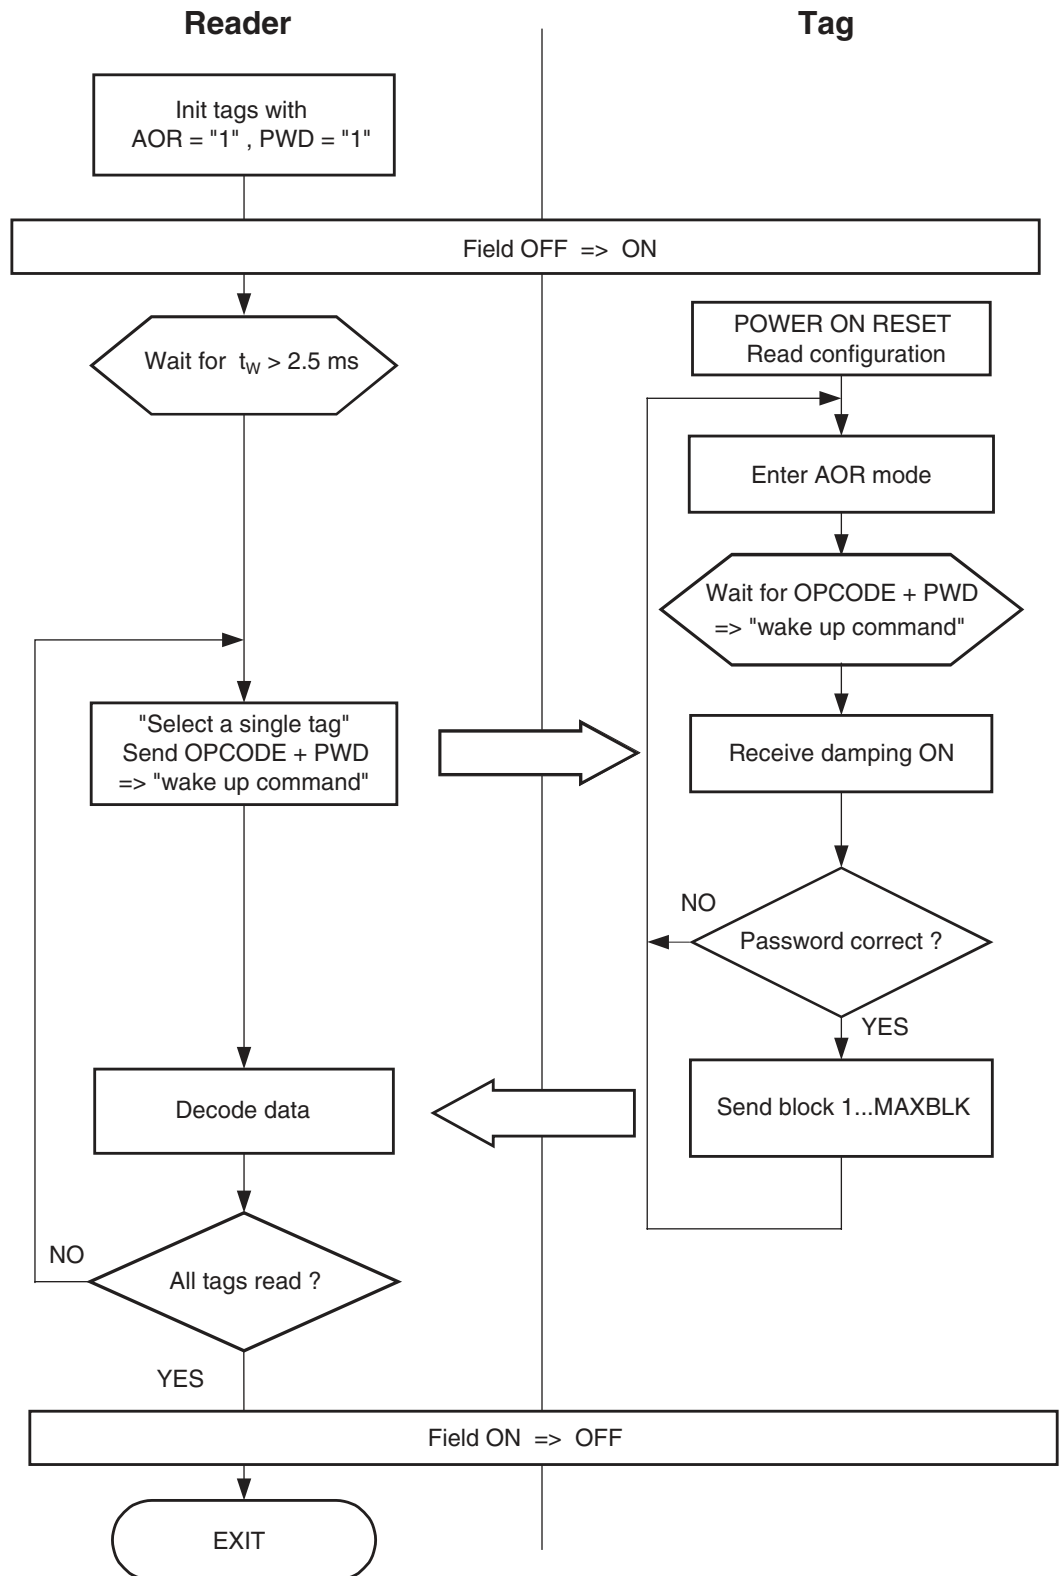 Reader
Tag
Init tags with
AOR = "1" , PWD = "1"
Field OFF => ON
Wait for tW > 2.5 ms
POWER ON RESET
Read configuration
Enter AOR mode
Wait for OPCODE + PWD
=> "wake up command"
"Select a single tag"
Send OPCODE + PWD
=> "wake up command"
Receive damping ON
NO
Password correct ?
YES
Decode data
Send block 1...MAXBLK
NO
All tags read ?
YES
Field ON => OFF
EXIT